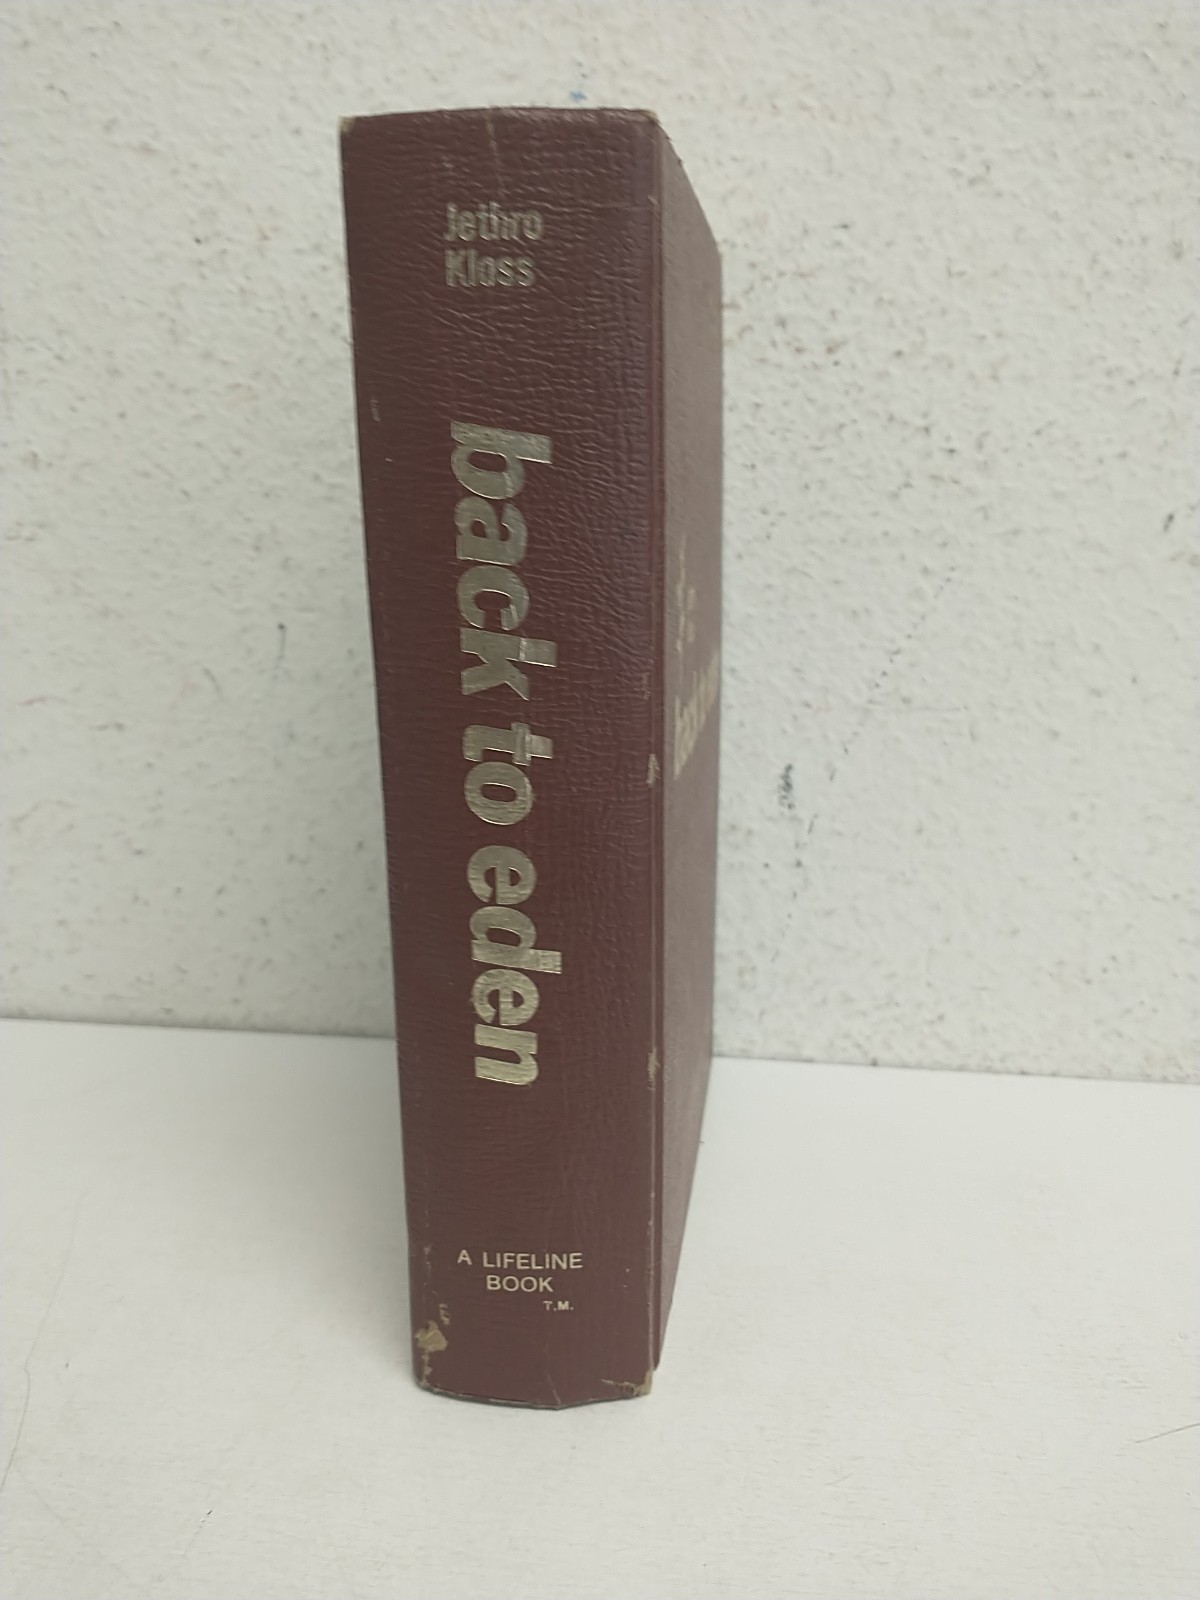 Jethro
Kloss
back to eden
A LIFELINE
BOOK
T.M.